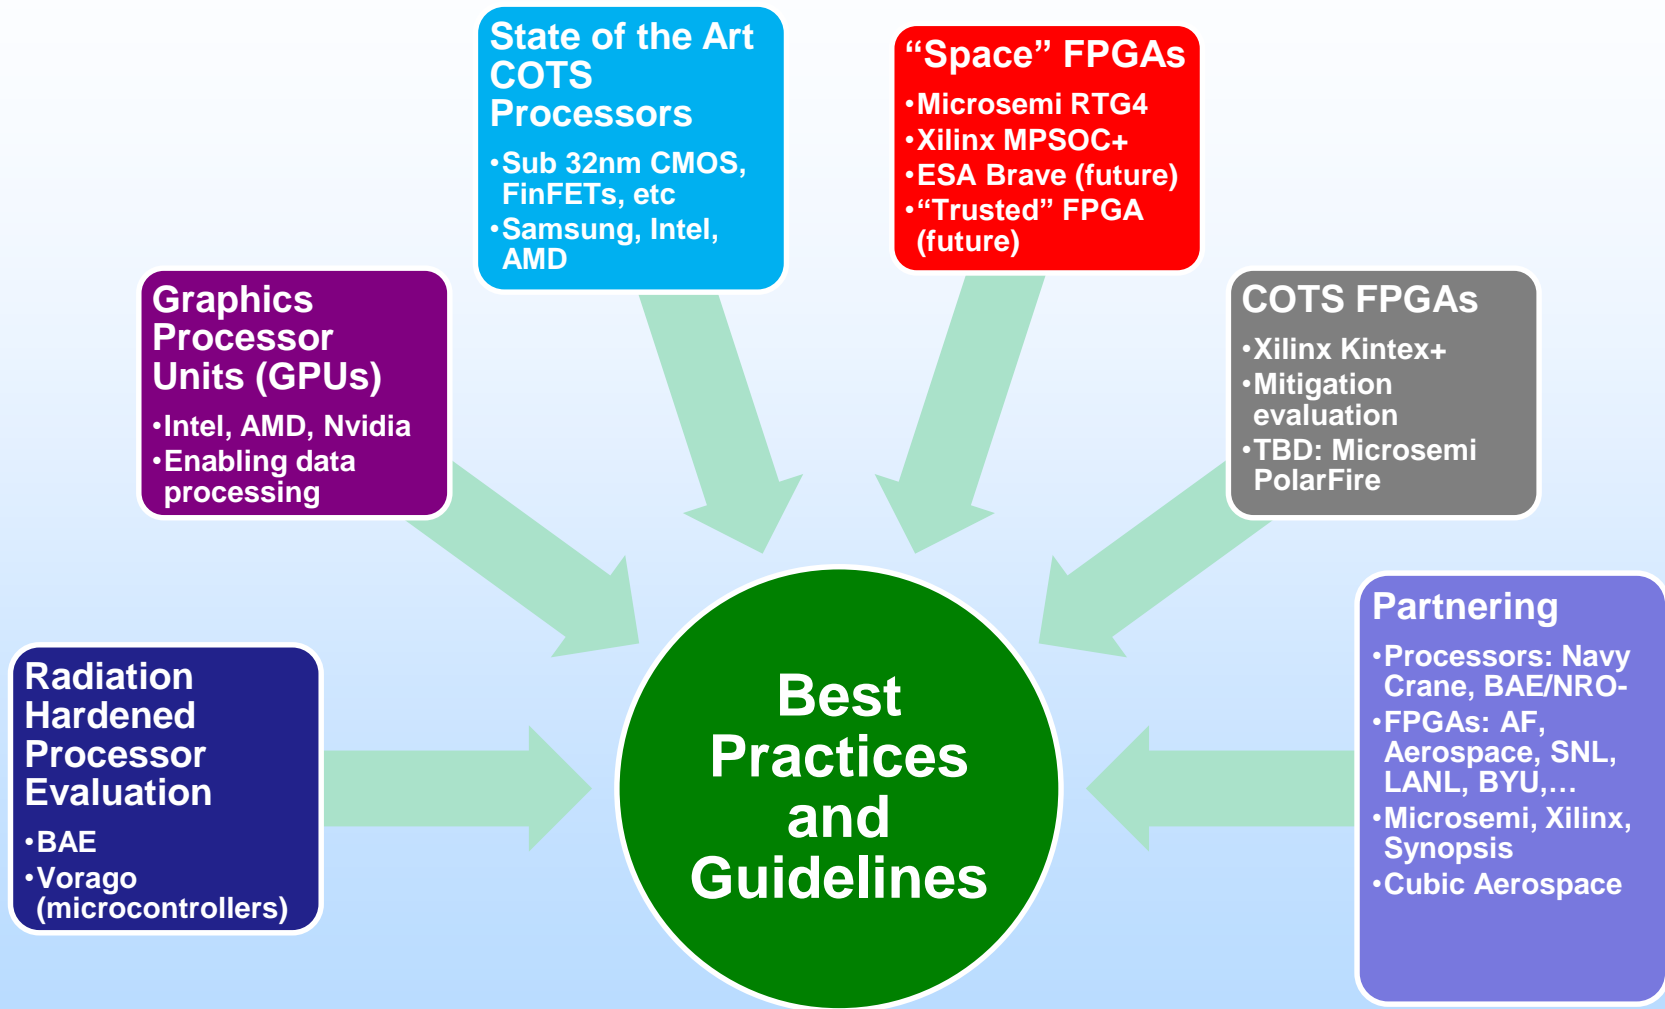 State of the Art
COTS
Processors
•Sub 32nm CMOS,
FinFETs, etc
•Samsung, Intel,
AMD
“Space” FPGAs
•Microsemi RTG4
•Xilinx MPSOC+
•ESA Brave (future)
•“Trusted” FPGA
(future)
Graphics
Processor
Units (GPUs)
•Intel, AMD, Nvidia
•Enabling data
processing
COTS FPGAs
•Xilinx Kintex+
•Mitigation
evaluation
•TBD: Microsemi
PolarFire
Radiation
Hardened
Processor
Evaluation
•BAE
•Vorago
(microcontrollers)
Best
Practices
and
Guidelines
Partnering
•Processors: Navy
Crane, BAE/NRO-
•FPGAs: AF,
Aerospace, SNL,
LANL, BYU,…
•Microsemi, Xilinx,
Synopsis
•Cubic Aerospace